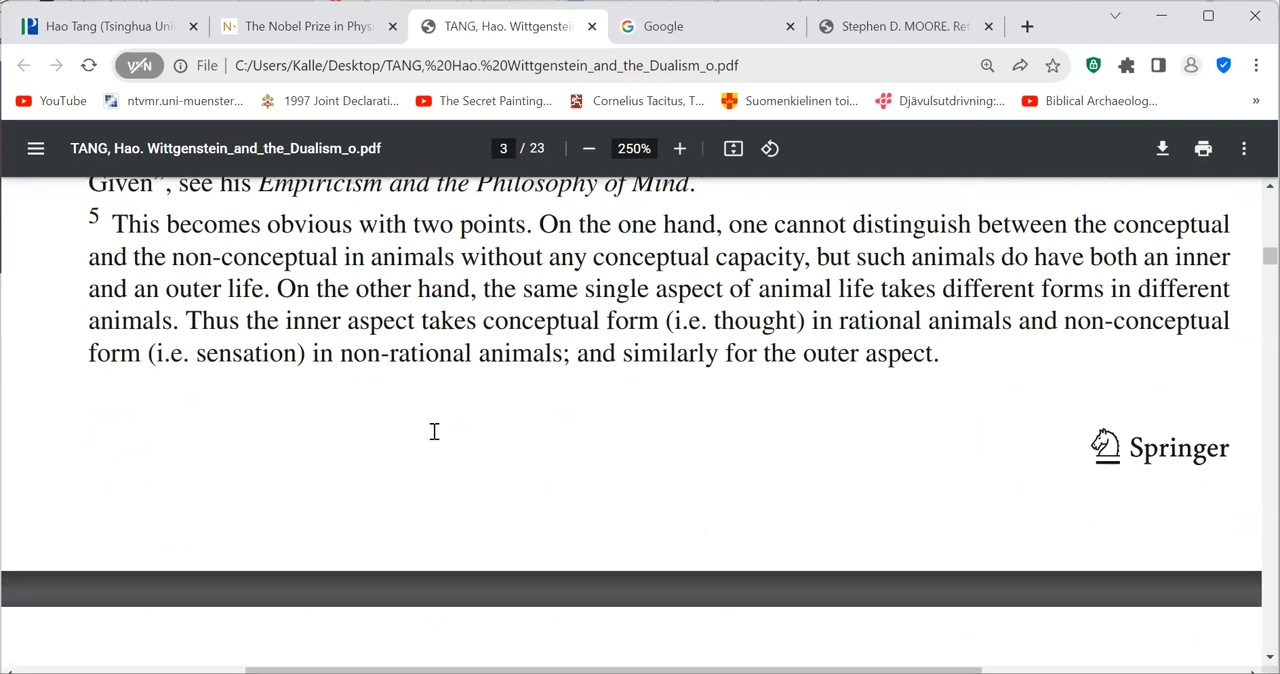 Hao Tang (Tsinghua Uni
The Nobel Prize in Physi
TANG, Hao. Wittgenstein
Google
Stephen D. MOORE. Ret
File
C:/Users/Kalle/Desktop/TANG,%20Hao.%20Wittgenstein_and_the_Dualism_o.pdf
YouTube
ntvmr.uni-muenster...
1997 Joint Declarati...
The Secret Painting...
Cornelius Tacitus, T...
Suomenkielinen toi...
Djävulsutdrivning:...
Biblical Archaeolog...
»
TANG, Hao. Wittgenstein_and_the_Dualism_o.pdf
3 / 23
250%
Given”, see his Empiricism and the Philosophy of Mind.
5 This becomes obvious with two points. On the one hand, one cannot distinguish between the conceptual
and the non-conceptual in animals without any conceptual capacity, but such animals do have both an inner
and an outer life. On the other hand, the same single aspect of animal life takes different forms in different
animals. Thus the inner aspect takes conceptual form (i.e. thought) in rational animals and non-conceptual
form (i.e. sensation) in non-rational animals; and similarly for the outer aspect.
Springer